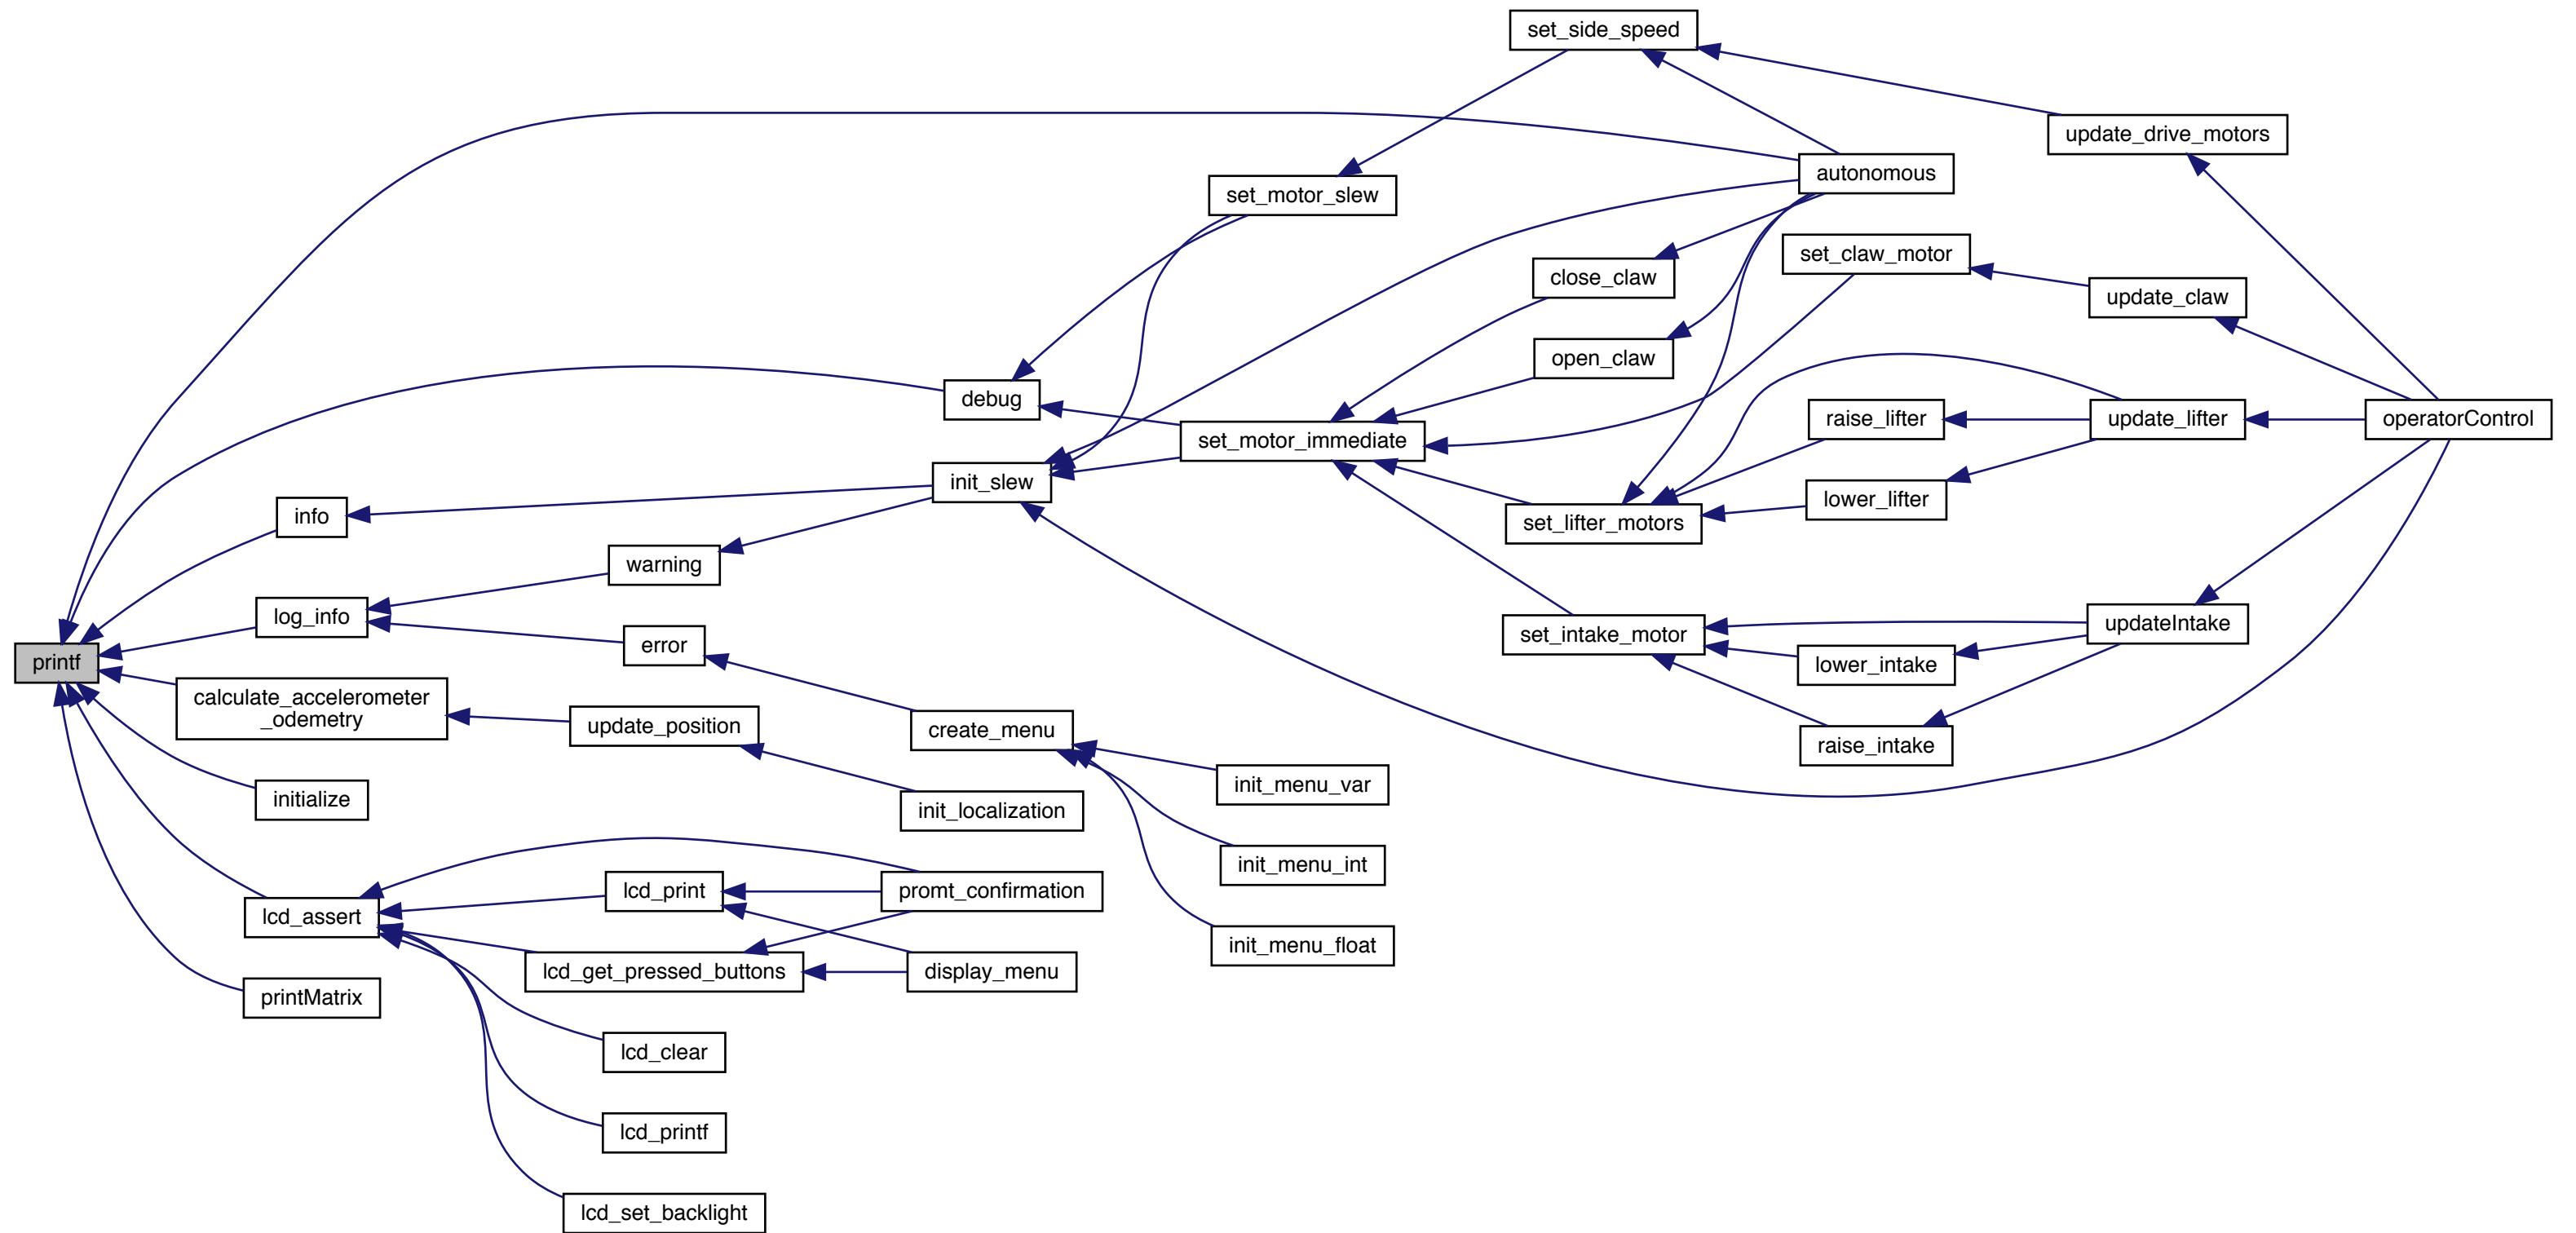 set_side_speed
update_drive_motors
autonomous
set_motor_slew
set_claw_motor
close_claw
update_claw
open_claw
debug
raise_lifter
update_lifter
operatorControl
set_motor_immediate
init_slew
lower_lifter
info
set_lifter_motors
warning
log_info
updateIntake
error
set_intake_motor
printf
lower_intake
calculate_accelerometer
_odemetry
update_position
create_menu
raise_intake
init_menu_var
initialize
init_localization
init_menu_int
lcd_print
promt_confirmation
lcd_assert
init_menu_float
lcd_get_pressed_buttons
display_menu
printMatrix
lcd_clear
lcd_printf
lcd_set_backlight